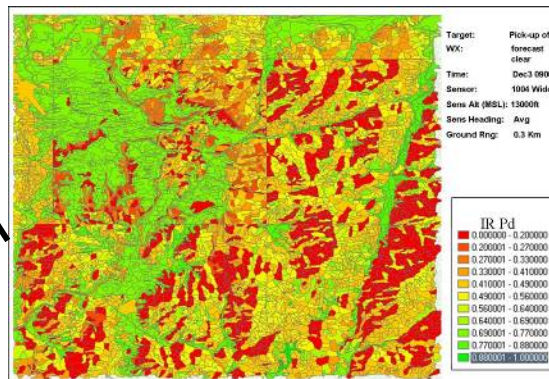 Target: Pick-up of
WX: forecast
clear
Time: Dec3 090
Sensor: 1004 Wide
Sens Alt (MSL): 13000ft
Sens Heading: Avg
Ground Rng: 0.3 Km
IR Pd
0.000000 - 0.200000
0.200001 - 0.270000
0.270001 - 0.330000
0.330001 - 0.410000
0.410001 - 0.490000
0.490001 - 0.560000
0.560001 - 0.640000
0.640001 - 0.690000
0.690001 - 0.770000
0.770001 - 0.880000
0.880001 - 1.000000